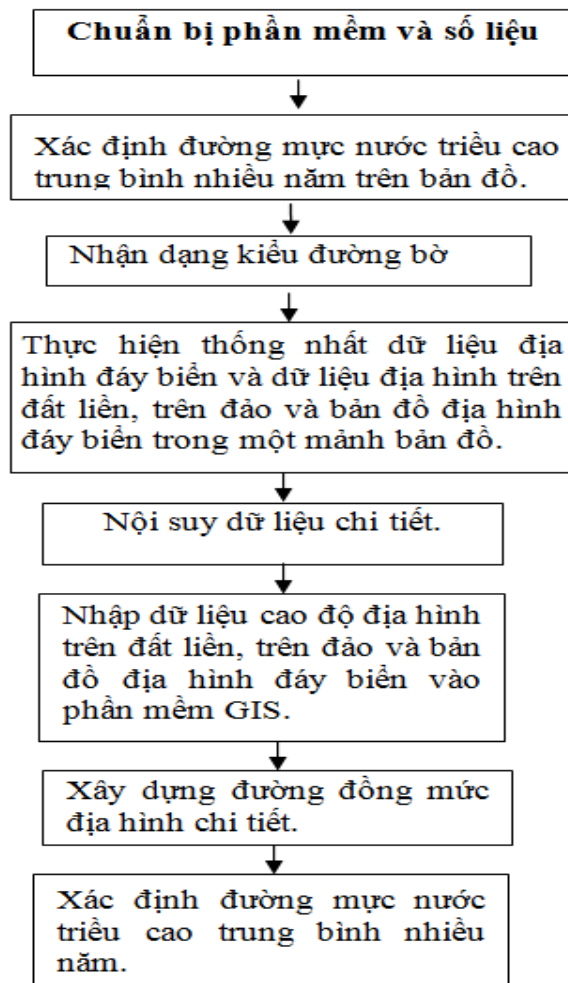 Chuẩn bị phần mềm và số liệu
Xác định đường mực nước triều cao
trung bình nhiều năm trên bản đồ.
Nhận dạng kiểu đường bờ
Thực hiện thống nhất dữ liệu địa
hình đáy biển và dữ liệu địa hình trên
đất liền, trên đảo và bản đồ địa hình
đáy biển trong một mảnh bản đồ.
Nội suy dữ liệu chi tiết.
Nhập dữ liệu cao độ địa hình
trên đất liền, trên đảo và bản
đồ địa hình đáy biển vào
phần mềm GIS.
Xây dựng đường đồng mức
địa hình chi tiết.
Xác định đường mực nước
triều cao trung bình nhiều
năm.